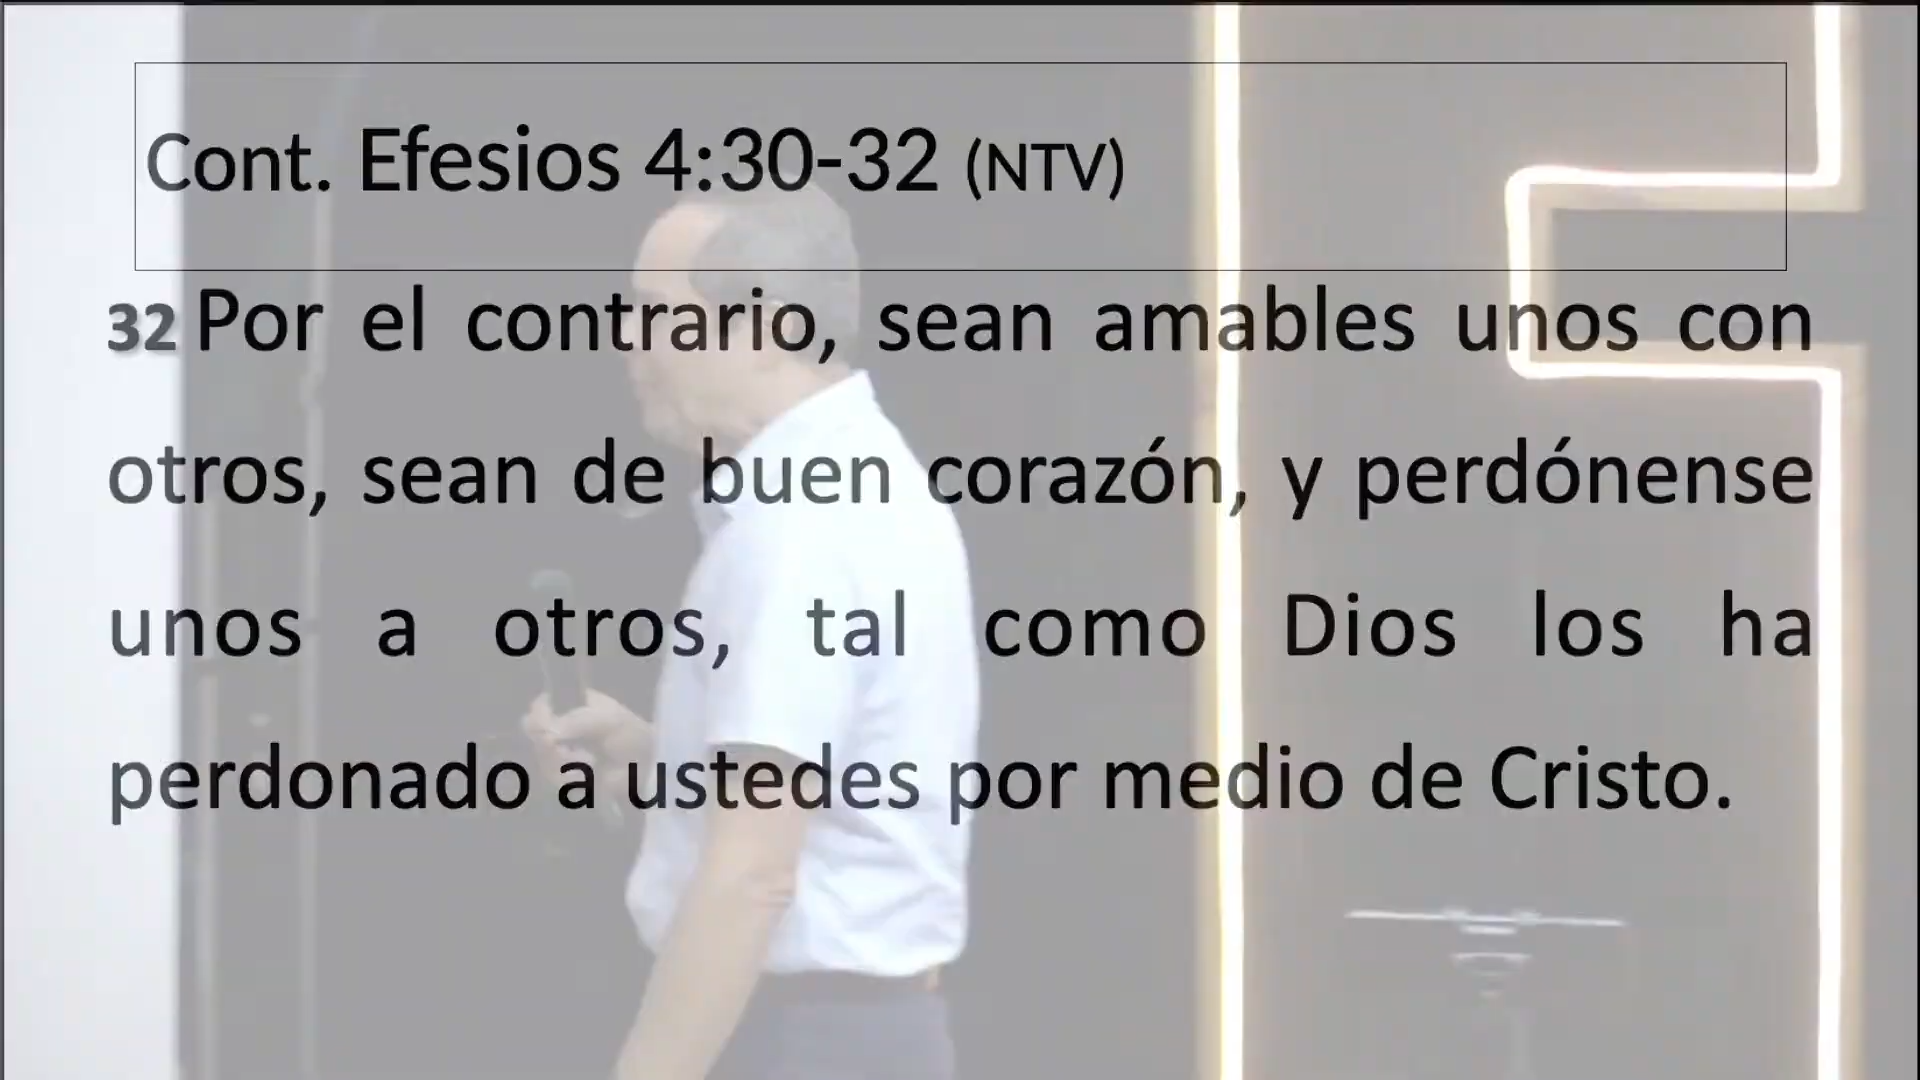 Cont. Efesios 4:30-32 (NTV)
32 Por el contrario, sean amables unos con
otros, sean de buen corazón, y perdónense
unos a otros, tal como Dios los ha
perdonado a ustedes por medio de Cristo.